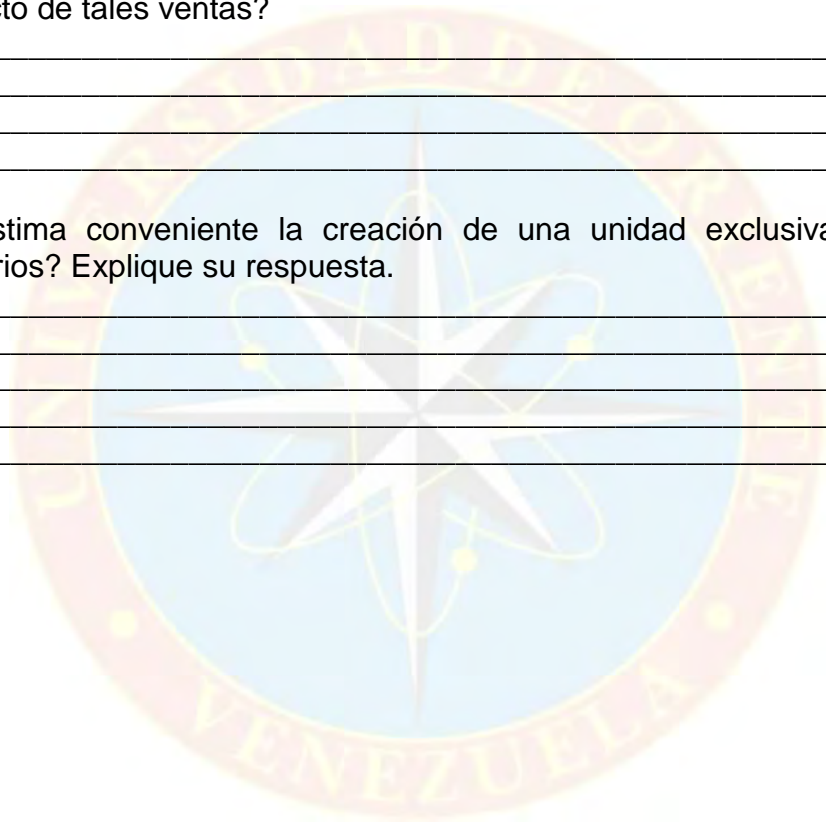 cto de tales ventas?
stima conveniente la creación de una unidad exclusiva
rios? Explique su respuesta.
UNIVERSIDAD DE ORIENTE
VENEZUELA